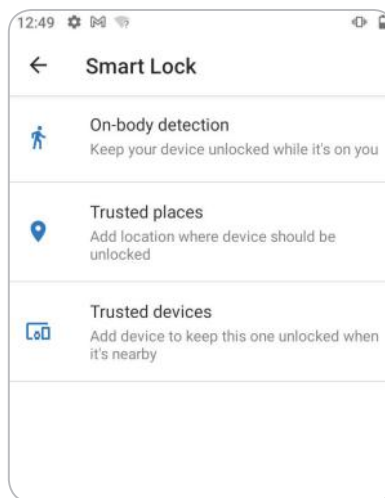 12:49
Smart Lock
On-body detection
Keep your device unlocked while it's on you
Trusted places
Add location where device should be
unlocked
Trusted devices
Add device to keep this one unlocked when
it's nearby